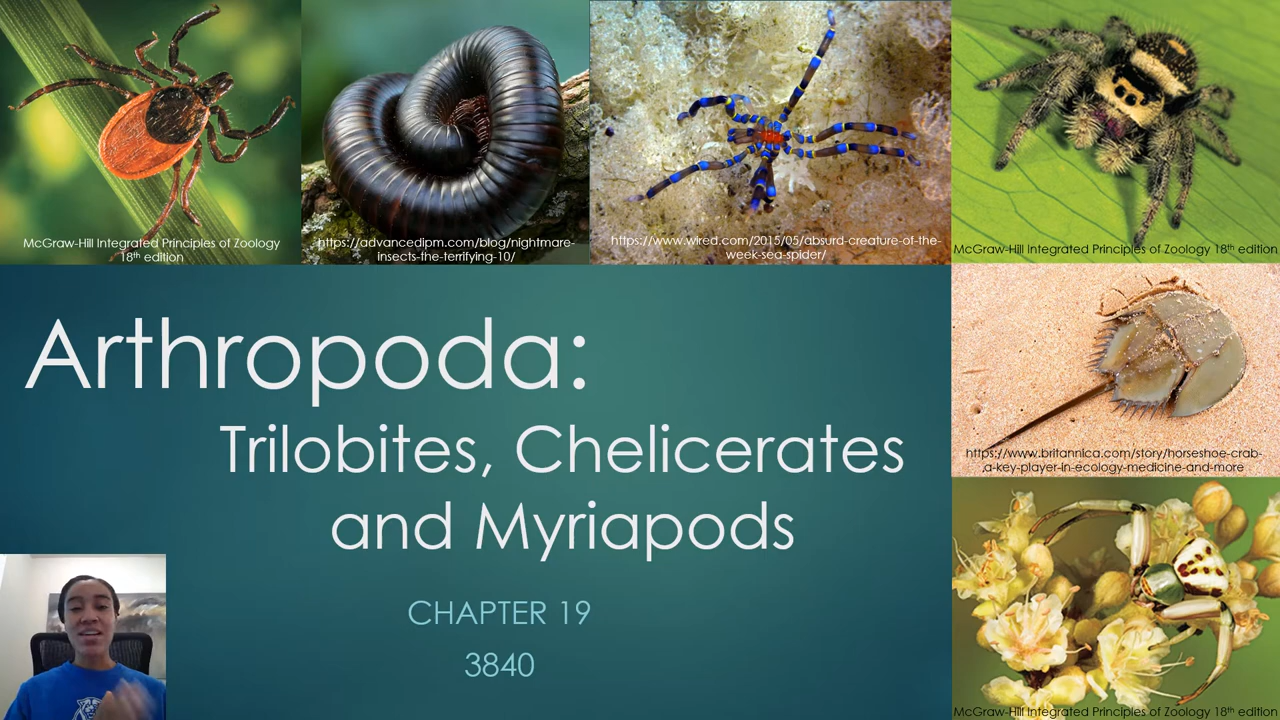 McGraw-Hill Integrated Principles of Zoology
18th edition
https://advancedipm.com/blog/nightmare-
insects-the-terrifying-10/
https://www.wired.com/2015/05/absurd-creature-of-the-
week-sea-spider/
McGraw-Hill Integrated Principles of Zoology 18th edition
Arthropoda:
Trilobites, Chelicerates
and Myriapods
CHAPTER 19
3840
https://www.britannica.com/story/horseshoe-crab-
a-key-player-in-ecology-medicine-and-more
McGraw-Hill Integrated Principles of Zoology 18th edition